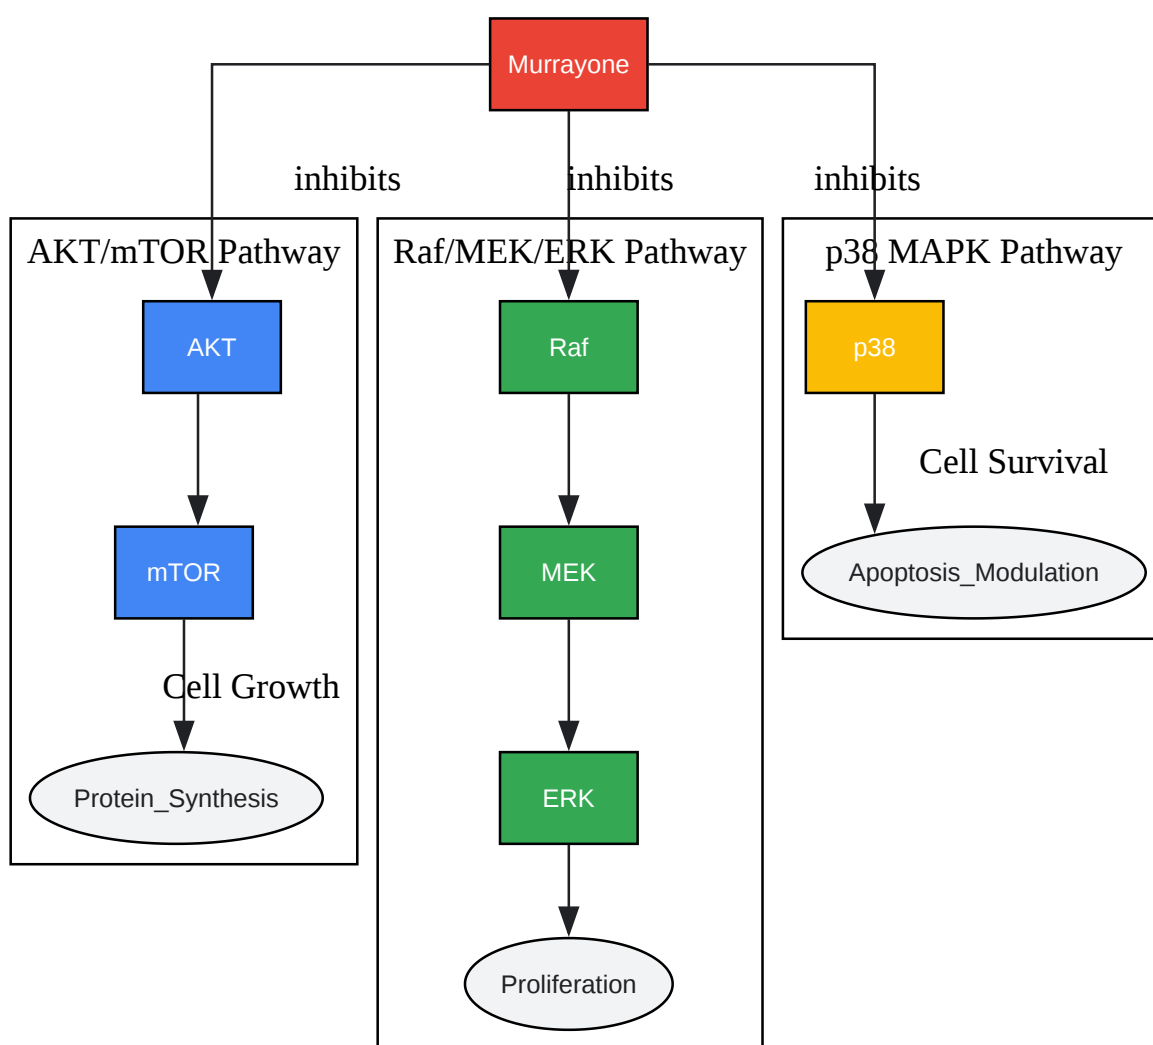 Murrayone
inhibits
inhibits
inhibits
AKT/mTOR Pathway
Raf/MEK/ERK Pathway
p38 MAPK Pathway
AKT
Raf
p38
Cell Survival
mTOR
MEK
Apoptosis_Modulation
Cell Growth
Protein_Synthesis
ERK
Proliferation